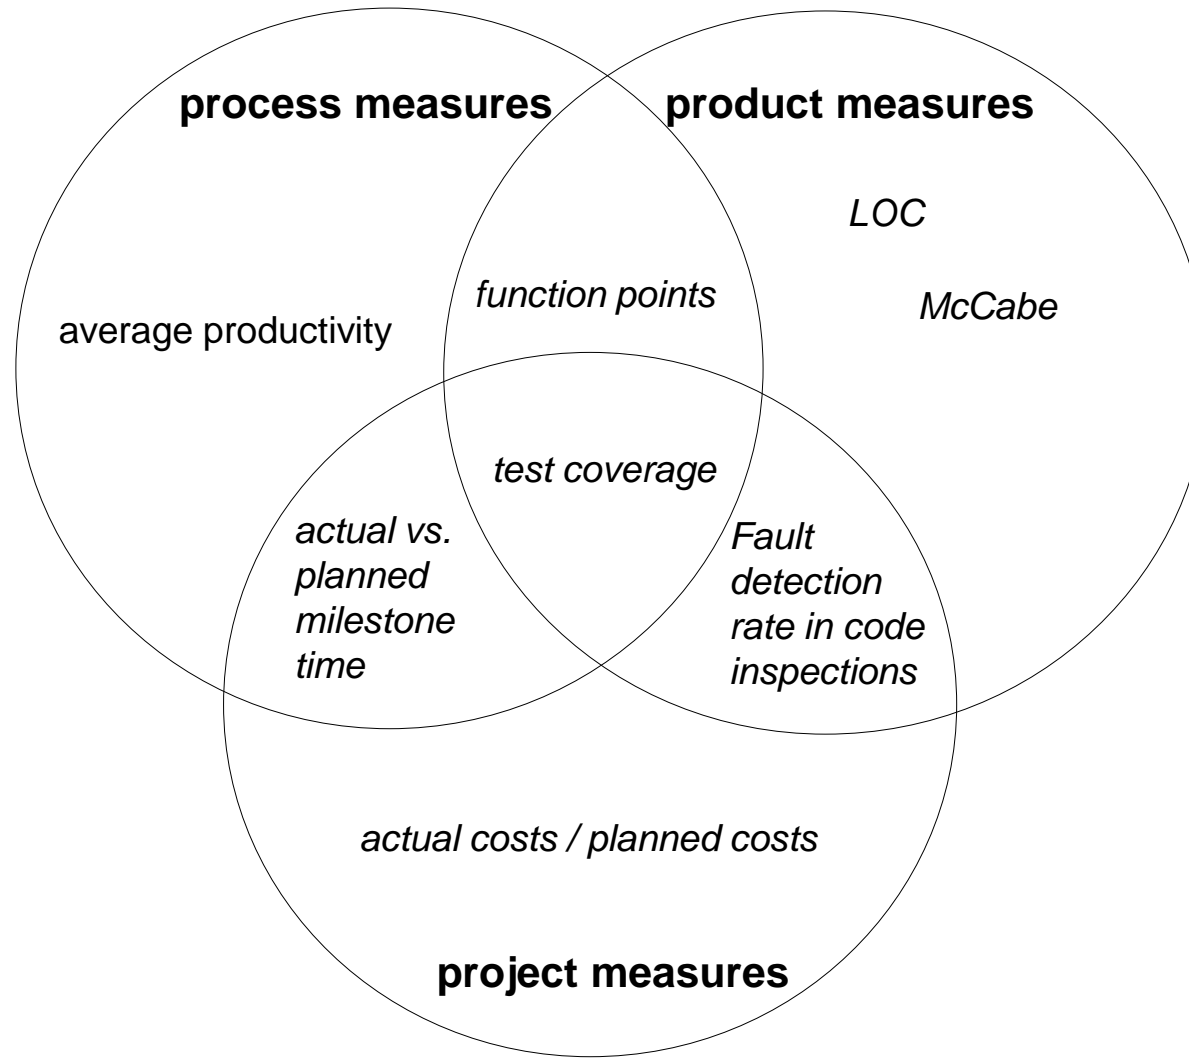 process measures
product measures
LOC
function points
McCabe
average productivity
test coverage
actual vs.
planned
milestone
time
Fault
detection
rate in code
inspections
actual costs / planned costs
project measures